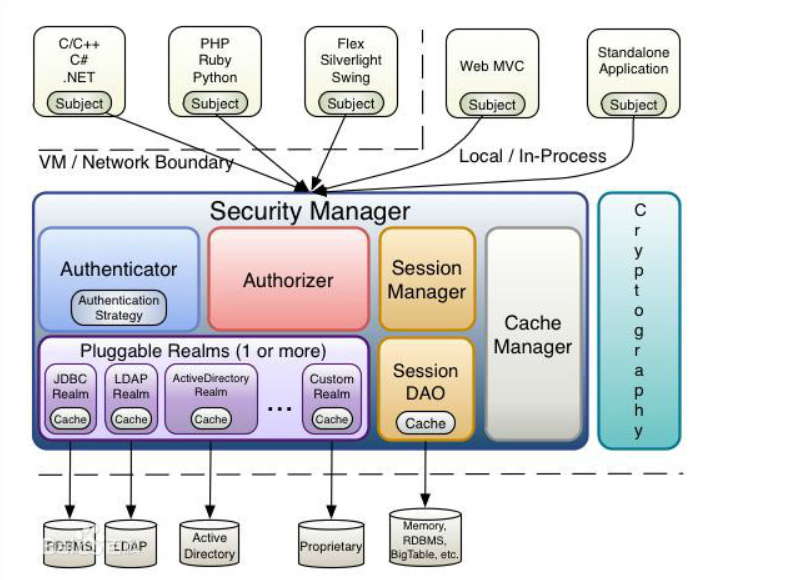 C/C++
C#
.NET
Subject
PHP
Ruby
Python
Subject
Flex
Silverlight
Swing
Subject
Web MVC
Subject
Standalone
Application
Subject
VM / Network Boundary
Local / In-Process
Security Manager
Authenticator
Authentication
Strategy
Authorizer
Session
Manager
Cache
Manager
Pluggable Realms (1 or more)
JDBC
Realm
Cache
LDAP
Realm
Cache
ActiveDirectory
Realm
Cache
...
Custom
Realm
Cache
Session
DAO
Cache
C
r
y
p
t
o
g
r
a
p
h
y
RDBMS
LDAP
Active
Directory
Proprietary
Memory,
RDBMS,
BigTable, etc.